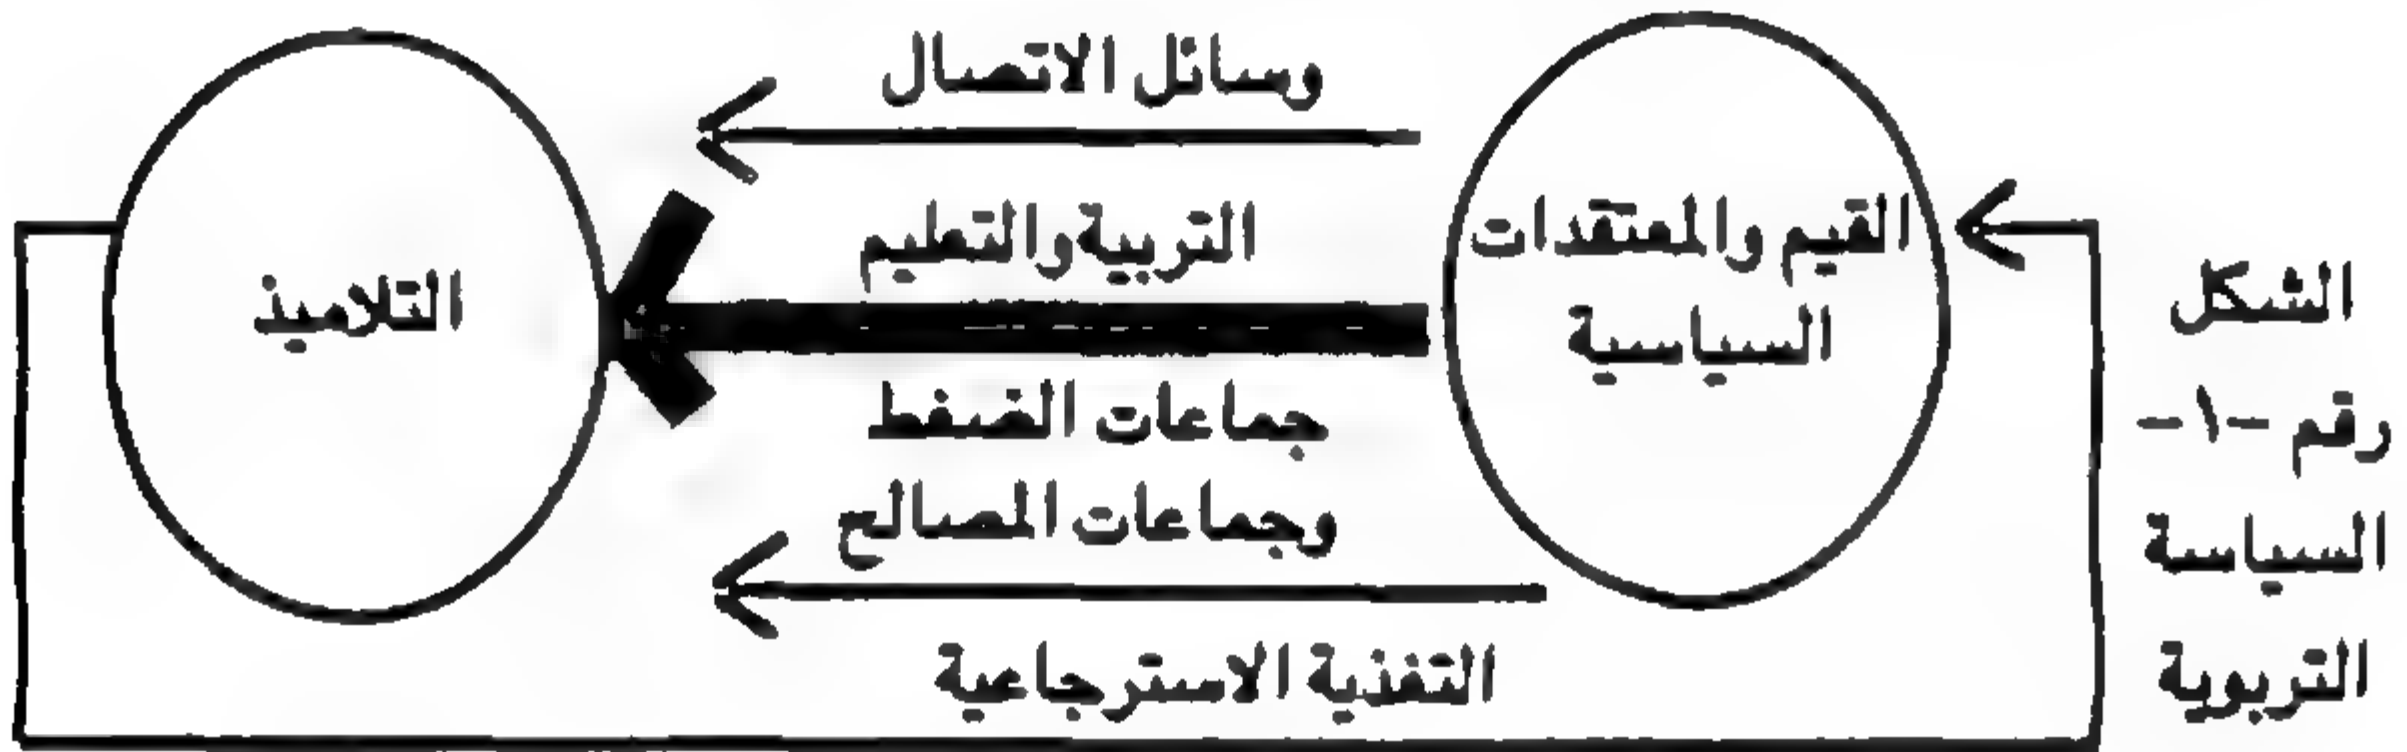 وسائل الاتصال
التربية والتعليم
القيم والمعتقدات
السياسية
التلاميذ
جماعات الضغط
وجماعات المصالح
التغذية الاسترجاعية
الشكل
رقم -١-
السياسة
التربوية